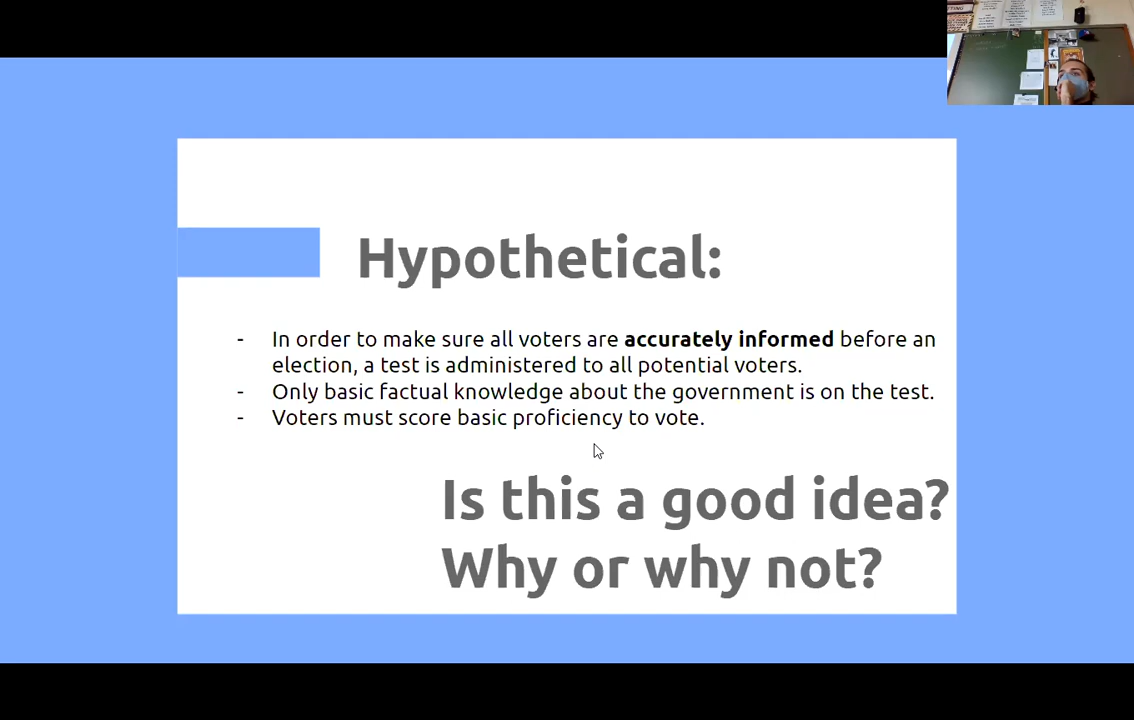 Hypothetical:
- In order to make sure all voters are accurately informed before an
election, a test is administered to all potential voters.
- Only basic factual knowledge about the government is on the test.
- Voters must score basic proficiency to vote.
Is this a good idea?
Why or why not?